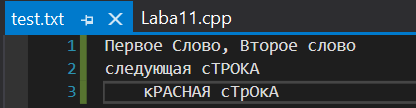 test.txt Laba11.cpp
1 Первое Слово, Второе слово
2 следующая сТРОКА
3 кРАСНАЯ сТрОкА